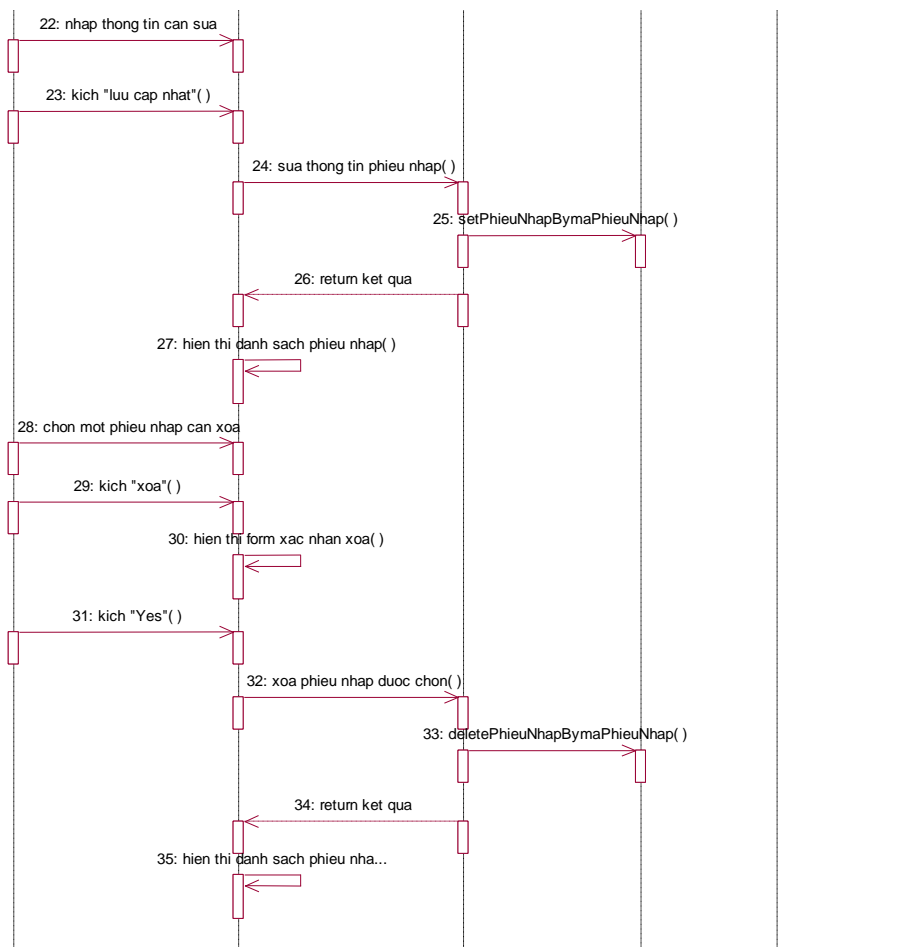 22: nhap thong tin can sua
23: kich "luu cap nhat"( )
24: sua thong tin phieu nhap( )
25: setPhieuNhapBymaPhieuNhap( )
26: return ket qua
27: hien thi danh sach phieu nhap( )
28: chon mot phieu nhap can xoa
29: kich "xoa"( )
30: hien thi form xac nhan xoa( )
31: kich "Yes"( )
32: xoa phieu nhap duoc chon( )
33: deletePhieuNhapBymaPhieuNhap( )
34: return ket qua
35: hien thi danh sach phieu nha...